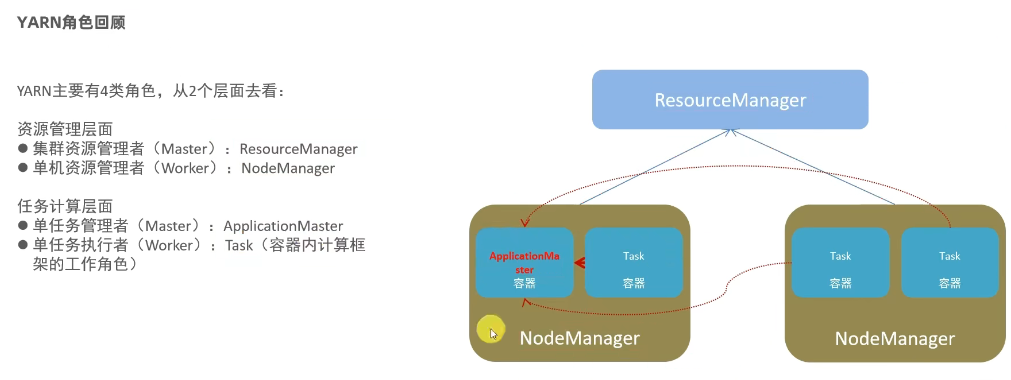 YARN角色回顾
YARN主要有4类角色，从2个层面去看：
资源管理层面
● 集群资源管理者（Master）：ResourceManager
● 单机资源管理者（Worker）：NodeManager
任务计算层面
● 单任务管理者（Master）：ApplicationMaster
● 单任务执行者（Worker）：Task（容器内计算框
架的工作角色）
ResourceManager
ApplicationMa
ster
容器
Task
容器
NodeManager
Task
容器
Task
容器
NodeManager